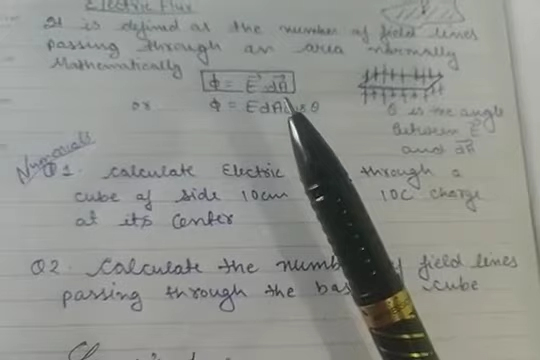 Electric Flux
It is defined as the number of field lines
passing through an area normally
Mathematically
Φ = E⃗ dA⃗
or Φ = EdA cos θ
θ is the angle
between E⃗
and dA⃗
Numericals
Q1. Calculate Electric through a
cube of side 10cm 10C charge
at its center
Q2. Calculate the number of field lines
passing through the cube